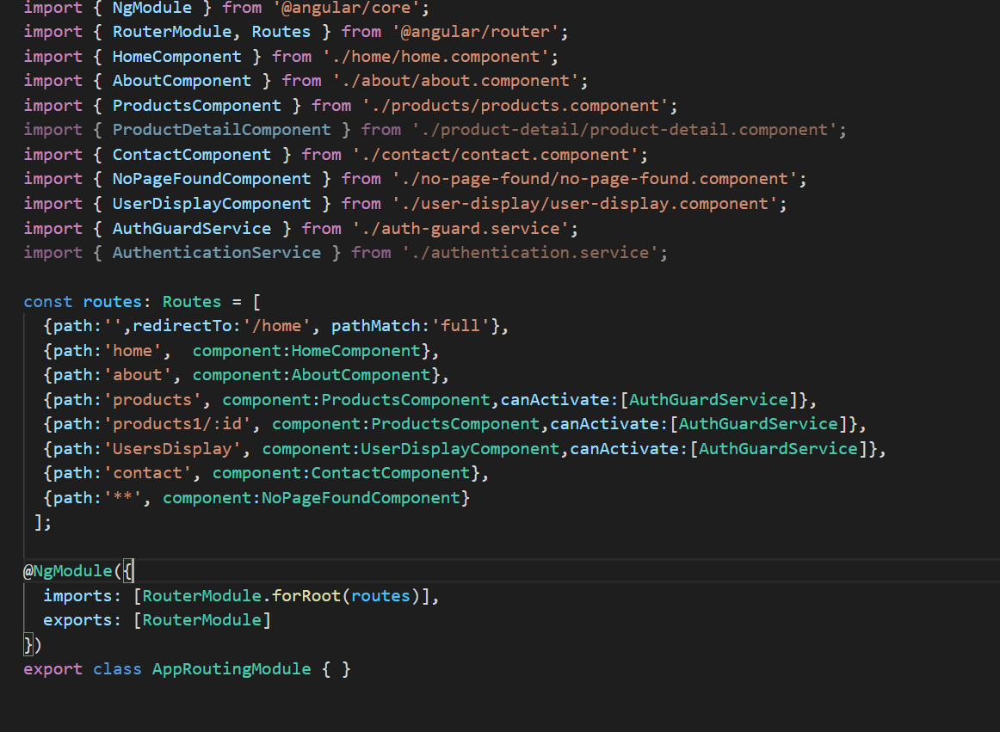 import { NgModule } from '@angular/core';
import { RouterModule, Routes } from '@angular/router';
import { HomeComponent } from './home/home.component';
import { AboutComponent } from './about/about.component';
import { ProductsComponent } from './products/products.component';
import { ProductDetailComponent } from './product-detail/product-detail.component';
import { ContactComponent } from './contact/contact.component';
import { NoPageFoundComponent } from './no-page-found/no-page-found.component';
import { UserDisplayComponent } from './user-display/user-display.component';
import { AuthGuardService } from './auth-guard.service';
import { AuthenticationService } from './authentication.service';

const routes: Routes = [
  {path:'',redirectTo:'/home', pathMatch:'full'},
  {path:'home',  component:HomeComponent},
  {path:'about', component:AboutComponent},
  {path:'products', component:ProductsComponent,canActivate:[AuthGuardService]},
  {path:'products1/:id', component:ProductsComponent,canActivate:[AuthGuardService]},
  {path:'UsersDisplay', component:UserDisplayComponent,canActivate:[AuthGuardService]},
  {path:'contact', component:ContactComponent},
  {path:'**', component:NoPageFoundComponent}
 ];

@NgModule({
  imports: [RouterModule.forRoot(routes)],
  exports: [RouterModule]
})
export class AppRoutingModule { }